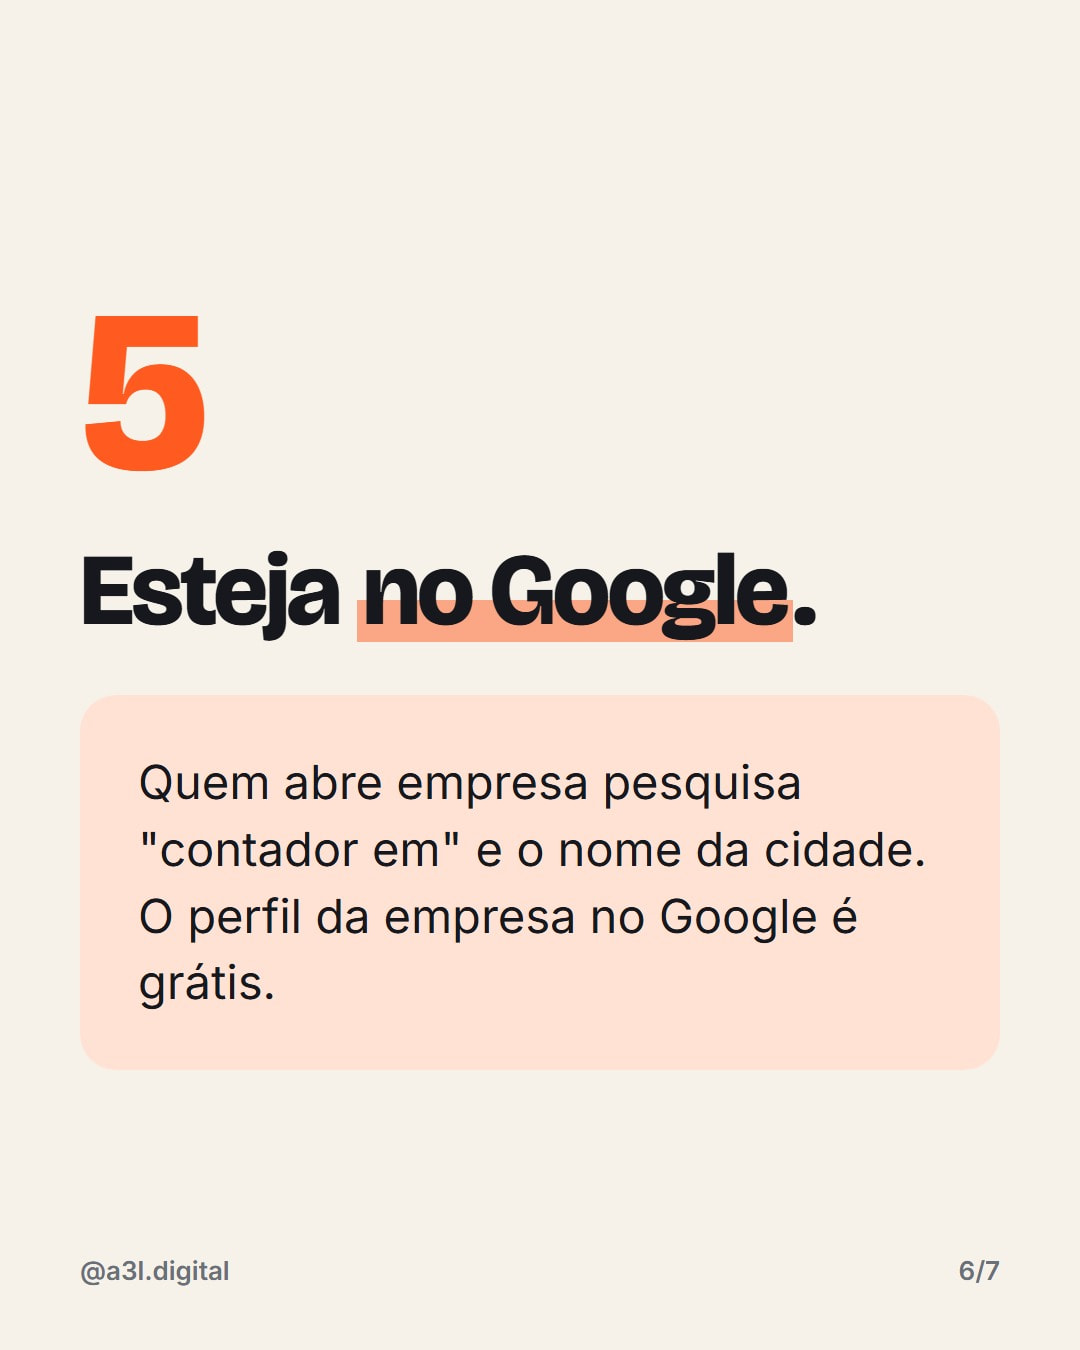 5
Esteja no Google.
Quem abre empresa pesquisa
"contador em" e o nome da cidade.
O perfil da empresa no Google é
grátis.
@a3l.digital
6/7